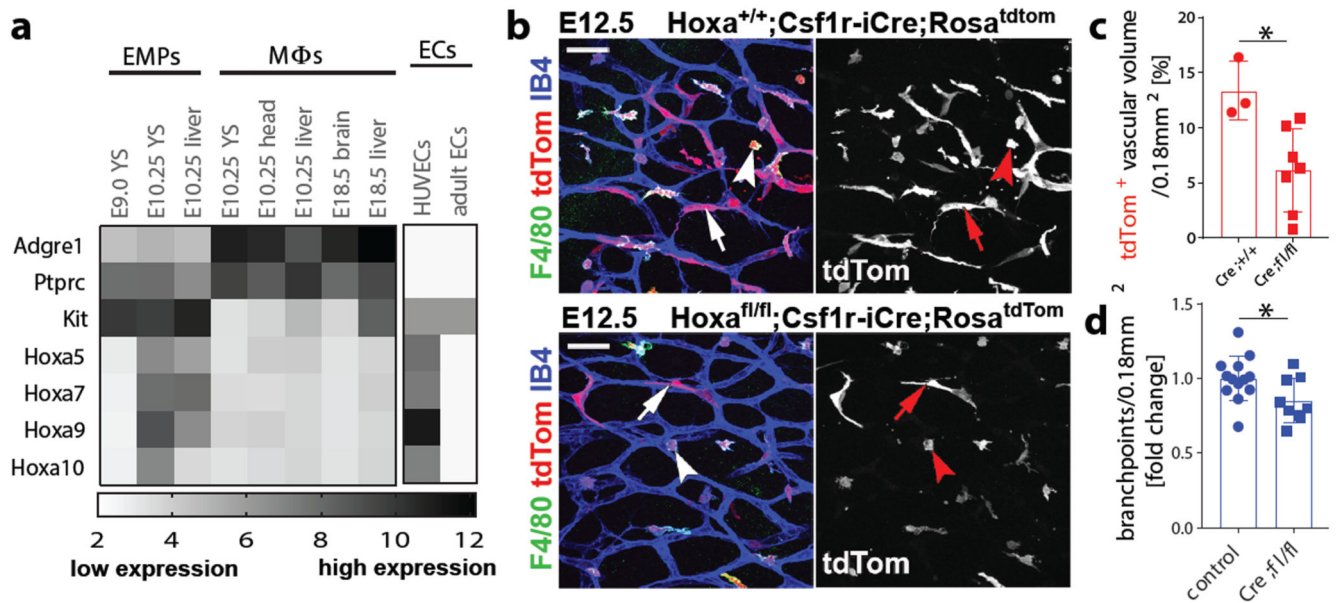 a
EMPs MΦs ECs
E9.0 YS
E10.25 YS
E10.25 liver
E10.25 YS
E10.25 head
E10.25 liver
E18.5 brain
E18.5 liver
HUVECs
adult ECs
Adgre1
Ptprc
Kit
Hoxa5
Hoxa7
Hoxa9
Hoxa10
2 4 6 8 10 12
low expression high expression
b
E12.5 Hoxa+/+;Csf1r-iCre;Rosatdtom
F4/80 tdTom IB4
tdTom
E12.5 Hoxafl/fl;Csf1r-iCre;RosatdTom
F4/80 tdTom IB4
tdTom
c
tdTom+ vascular volume
/0.18mm² [%]
20
15
10
5
0
*
Cre;+/+
Cre;fl/fl
d
branchpoints/0.18mm²
[fold change]
1.5
1.0
0.5
0.0
*
control
Cre;fl/fl